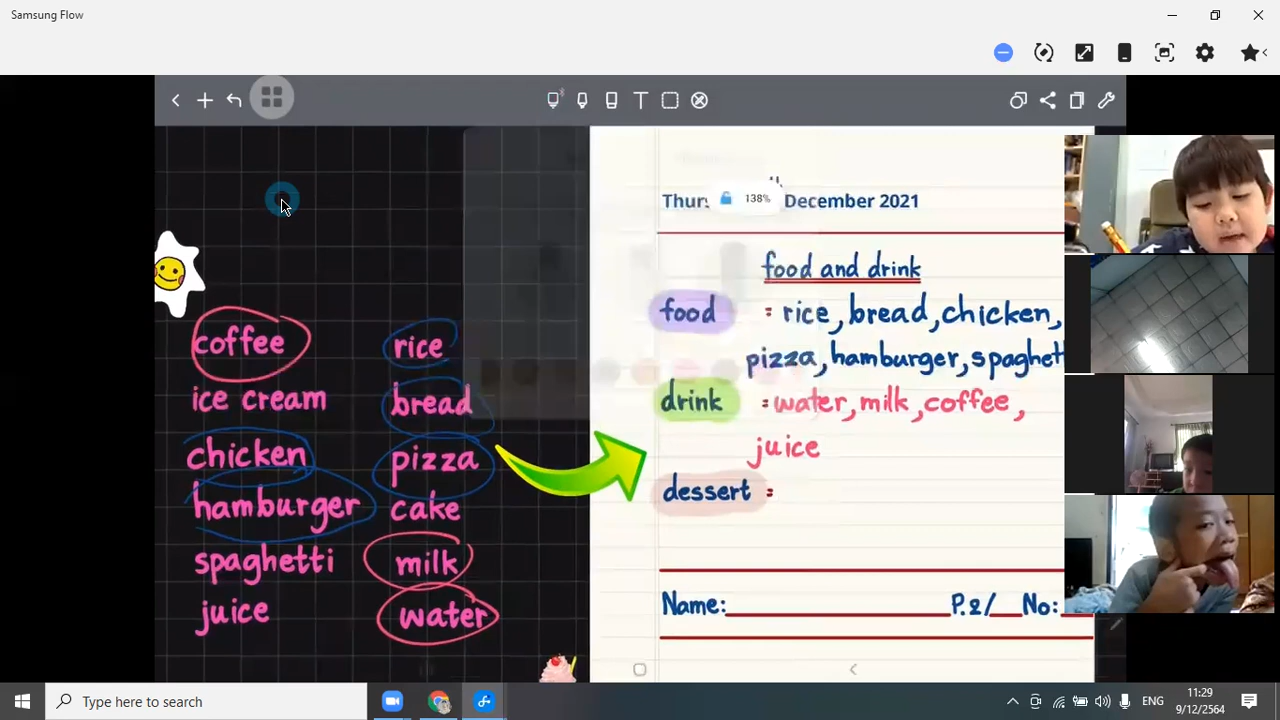 Samsung Flow
138%
Thurs December 2021
food and drink
food : rice, bread, chicken,
pizza, hamburger, spaghett
drink : water, milk, coffee,
juice
dessert :
Name: P.2/ No:
coffee rice
ice cream bread
chicken pizza
hamburger cake
spaghetti milk
juice water
Type here to search
ENG
11:29
9/12/2564